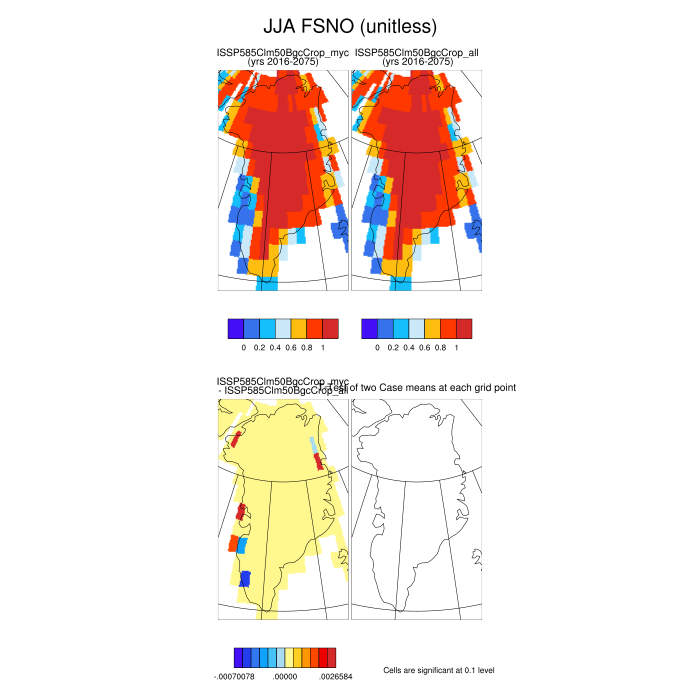 JJA FSNO (unitless)
ISSP585Clm50BgcCrop_myc ISSP585Clm50BgcCrop_all
(yrs 2016-2075) (yrs 2016-2075)
0 0.2 0.4 0.6 0.8 1 0 0.2 0.4 0.6 0.8 1
ISSP585Clm50BgcCrop_myc
- ISSP585Clm50BgcCrop_all
T-Test of two Case means at each grid point
-.00070078 .00000 .0026584
Cells are significant at 0.1 level